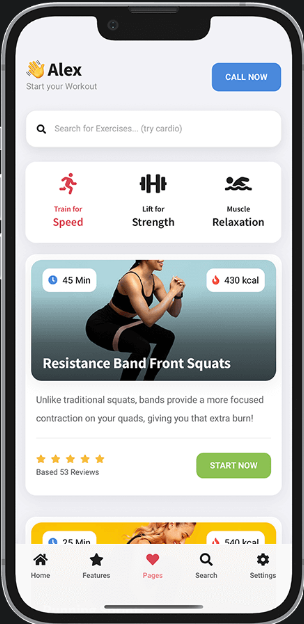 👋 Alex
Start your Workout
CALL NOW
Search for Exercises... (try cardio)
Train for
Speed
Lift for
Strength
Muscle
Relaxation
45 Min
430 kcal
Resistance Band Front Squats
Unlike traditional squats, bands provide a more focused
contraction on your quads, giving you that extra burn!
Based 53 Reviews
START NOW
25 Min
540 kcal
Home
Features
Pages
Search
Settings